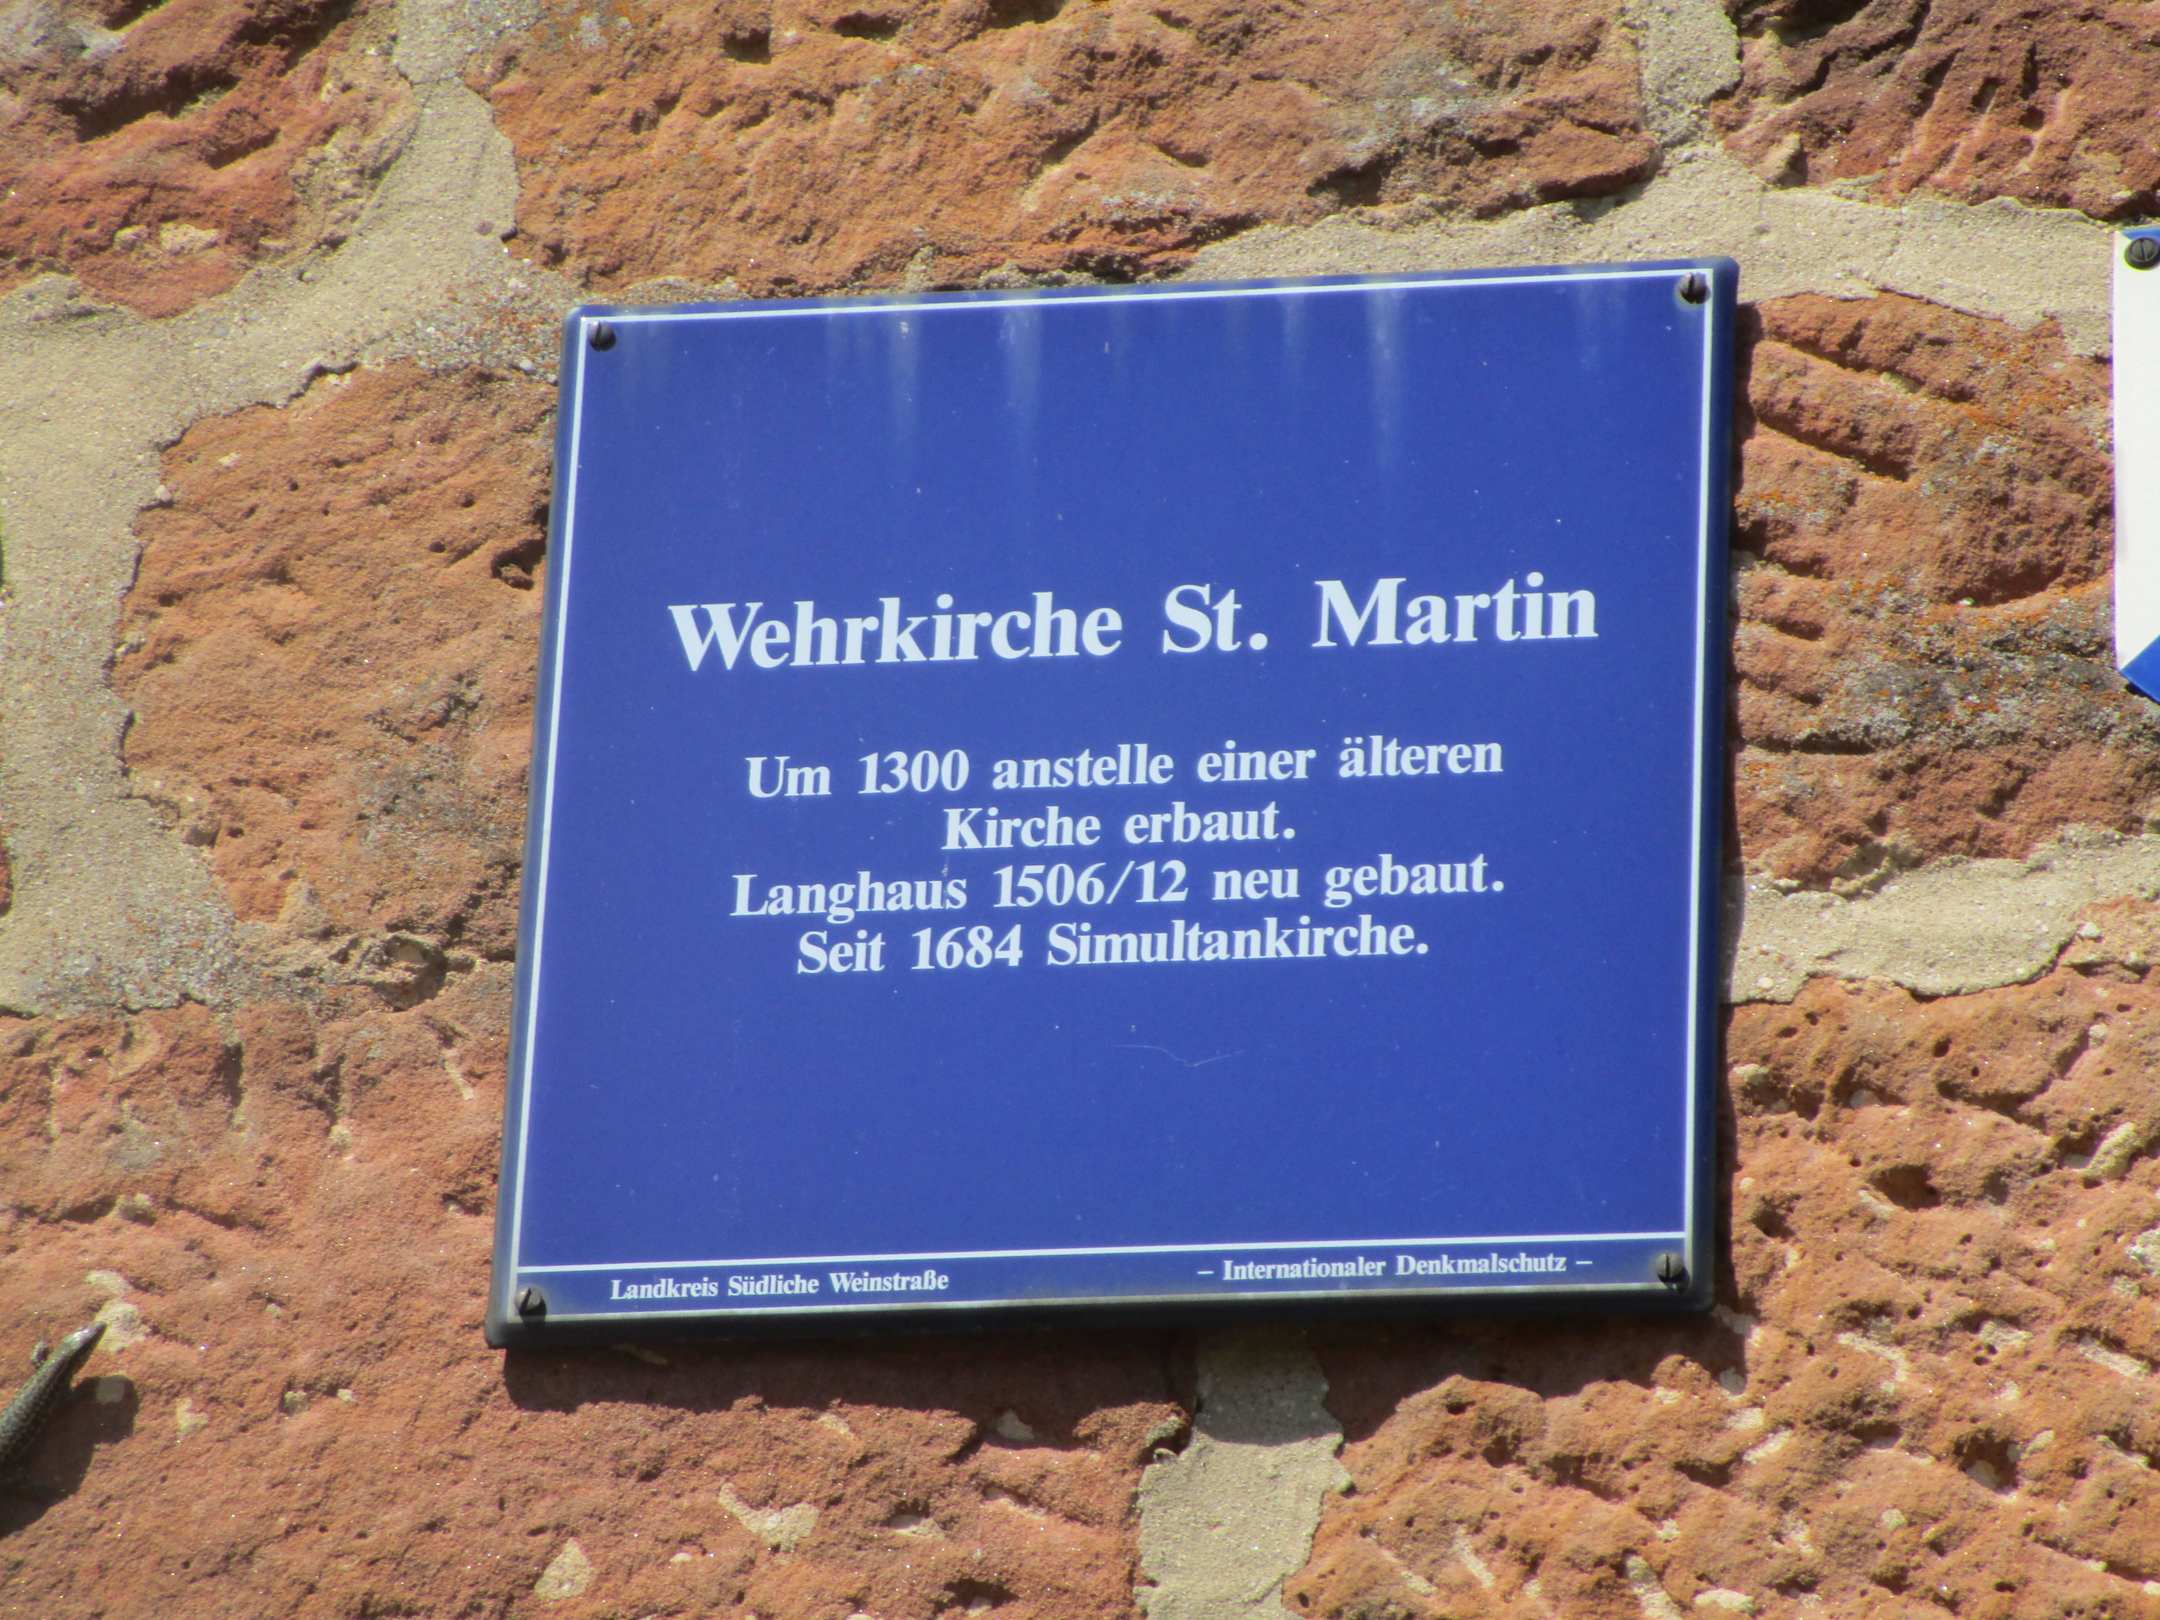 Wehrkirche St. Martin
Um 1300 anstelle einer älteren
Kirche erbaut.
Langhaus 1506/12 neu gebaut.
Seit 1684 Simultankirche.
Landkreis Südliche Weinstraße – Internationaler Denkmalschutz –